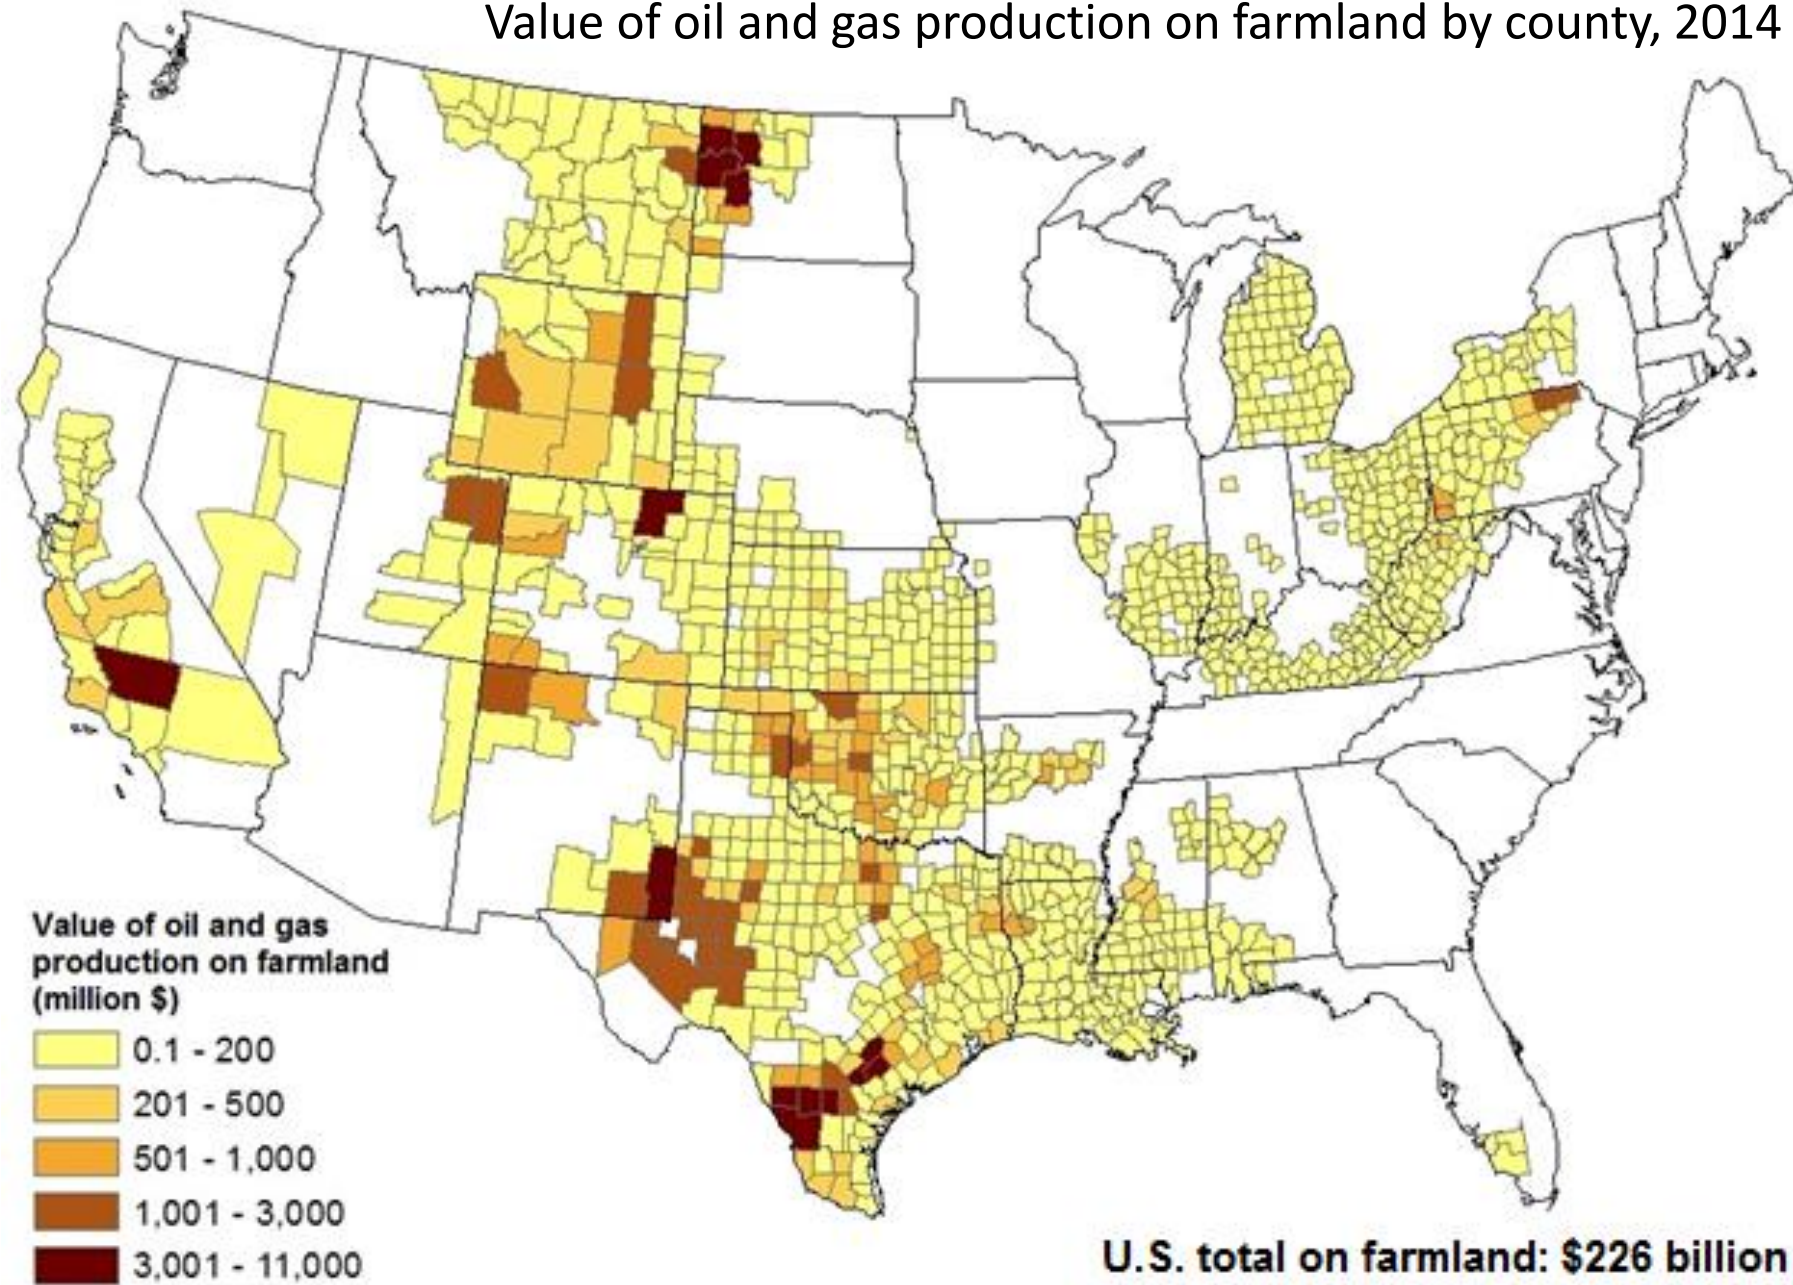 Value of oil and gas production on farmland by county, 2014
Value of oil and gas
production on farmland
(million $)
0.1 - 200
201 - 500
501 - 1,000
1,001 - 3,000
3,001 - 11,000
U.S. total on farmland: $226 billion